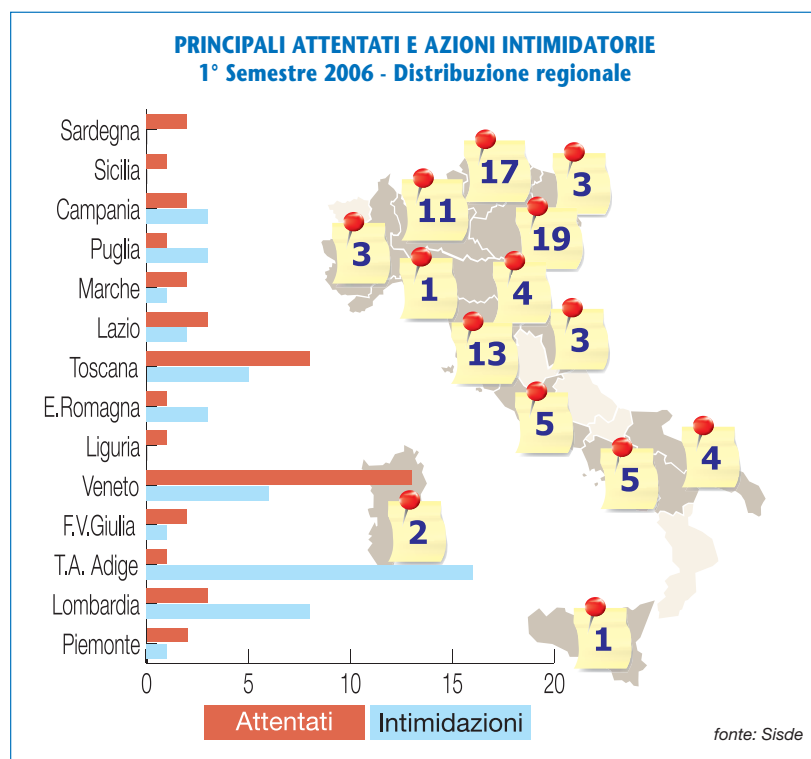 PRINCIPALI ATTENTATI E AZIONI INTIMIDATORIE
1° Semestre 2006 - Distribuzione regionale
Sardegna
Sicilia
Campania
Puglia
Marche
Lazio
Toscana
E.Romagna
Liguria
Veneto
F.V.Giulia
T.A. Adige
Lombardia
Piemonte
0 5 10 15 20
Attentati Intimidazioni
17
3
11
19
3
1
4
13
3
5
4
5
2
1
fonte: Sisde